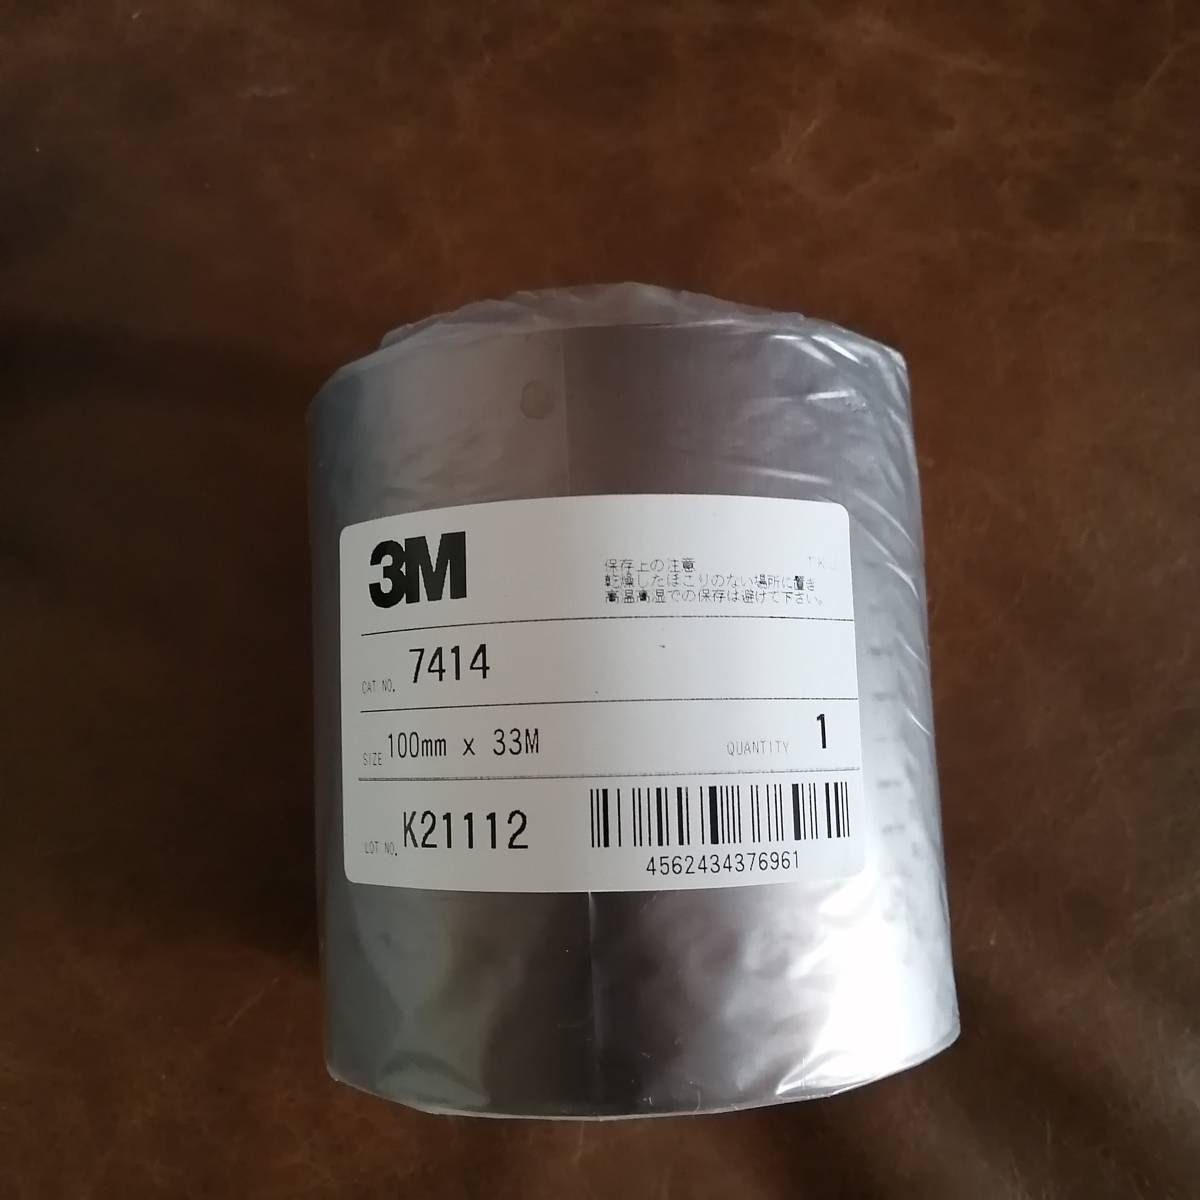 3M
保存上の注意
乾燥したほこりのない場所に置き
高温高湿での保存は避けて下さい。
CAT NO. 7414
SIZE 100mm x 33M QUANTITY 1
LOT NO. K21112
4562434376961